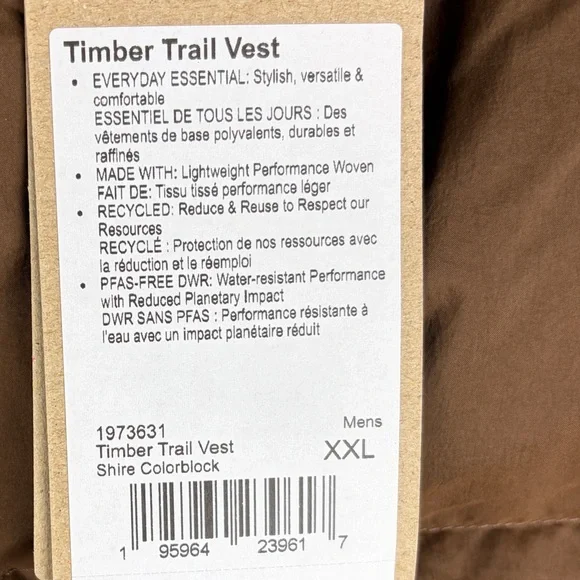 Timber Trail Vest
• EVERYDAY ESSENTIAL: Stylish, versatile &
comfortable
ESSENTIEL DE TOUS LES JOURS : Des
vêtements de base polyvalents, durables et
raffinés
• MADE WITH: Lightweight Performance Woven
FAIT DE: Tissu tissé performance léger
• RECYCLED: Reduce & Reuse to Respect our
Resources
RECYCLÉ : Protection de nos ressources avec
la réduction et le réemploi
• PFAS-FREE DWR: Water-resistant Performance
with Reduced Planetary Impact
DWR SANS PFAS : Performance résistante à
l'eau avec un impact planétaire réduit
1973631
Mens
Timber Trail Vest
XXL
Shire Colorblock
1 95964 23961 7